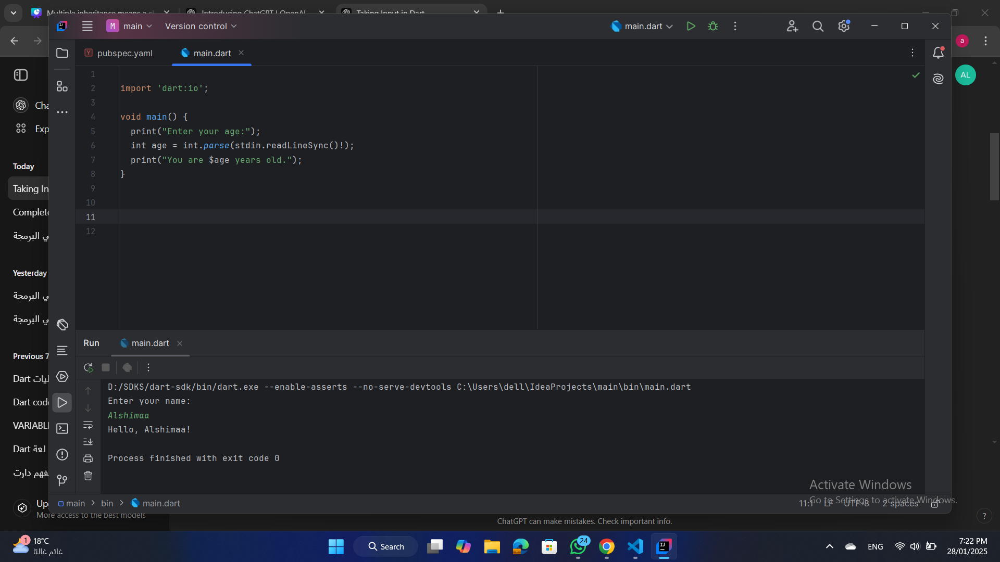 Multiple inheritance means a cl
Introducing ChatGPT | OpenAI
Taking Input in Dart
M main
Version control
main.dart
a
pubspec.yaml
main.dart
AL
1
2 import 'dart:io';
3
4 void main() {
5 print("Enter your age:");
6 int age = int.parse(stdin.readLineSync()!);
7 print("You are $age years old.");
8 }
9
10
11
12
Cha
Exp
Today
Taking In
Complete
ي البرمجة
Yesterday
ي البرمجة
ي البرمجة
Previous 7
Dart ليات
Dart code
VARIABL
Dart لغة
نفهم دارت
Up
More access to the best models
Run
main.dart
D:/SDKS/dart-sdk/bin/dart.exe --enable-asserts --no-serve-devtools C:\Users\dell\IdeaProjects\main\bin\main.dart
Enter your name:
Alshimaa
Hello, Alshimaa!
Process finished with exit code 0
Activate Windows
Go to Settings to activate Windows.
main > bin > main.dart
11:1 LF UTF-8 2 spaces
ChatGPT can make mistakes. Check important info.
?
1
18°C
غائم غالبًا
Search
24
ENG
7:22 PM
28/01/2025